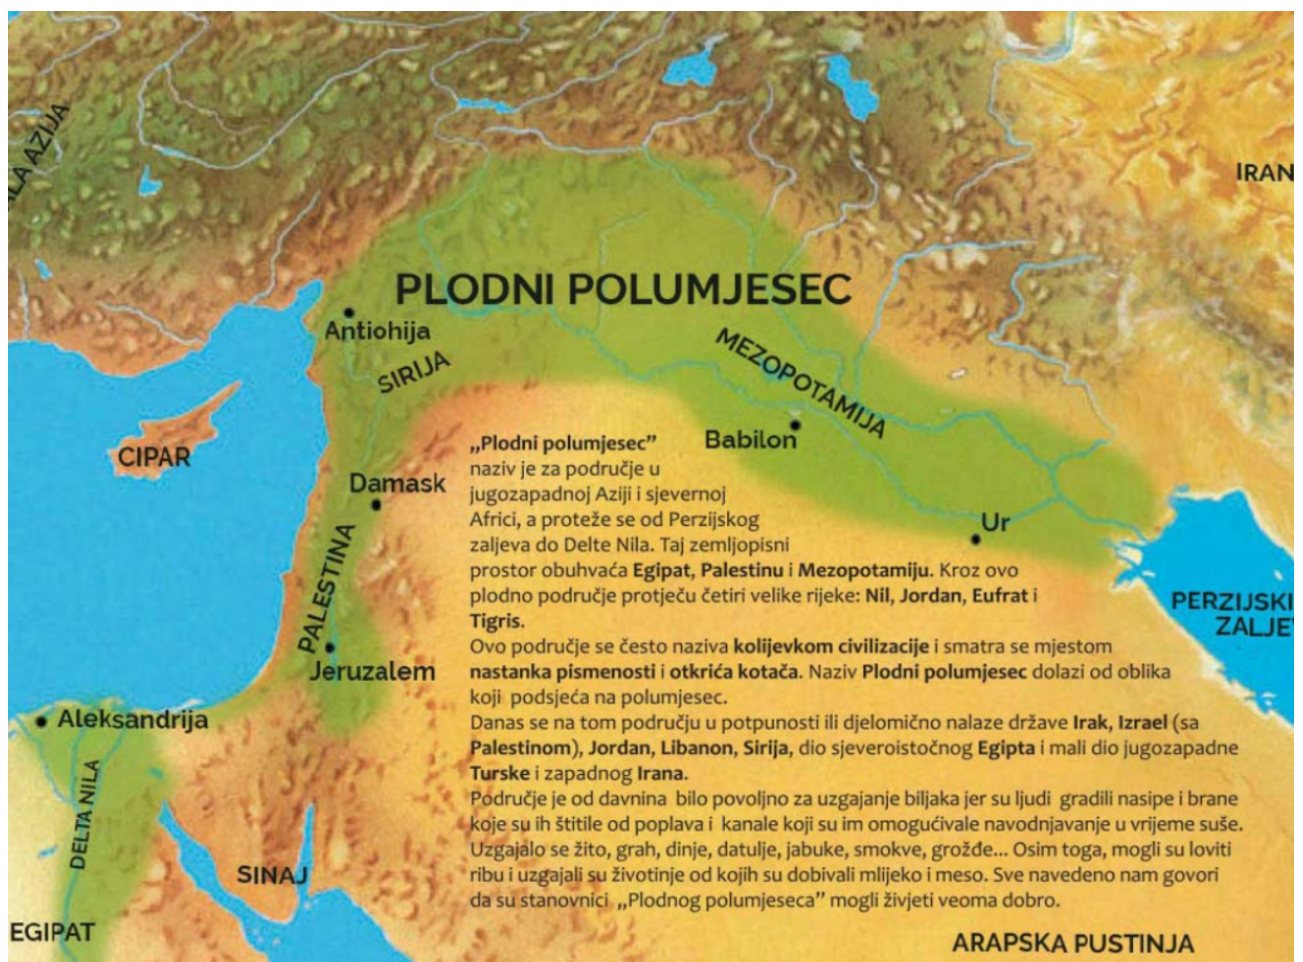 LA AZIJA
IRAN
PLODNI POLUMJESEC
Antiohija
SIRIJA
MEZOPOTAMIJA
Babilon
CIPAR
Damask
Ur
PALESTINA
Jeruzalem
PERZIJSKI
ZALJE
Aleksandrija
DELTA NILA
SINAJ
EGIPAT
ARAPSKA PUSTINJA
„Plodni polumjesec”
naziv je za područje u
jugozapadnoj Aziji i sjevernoj
Africi, a proteže se od Perzijskog
zaljeva do Delte Nila. Taj zemljopisni
prostor obuhvaća Egipat, Palestinu i Mezopotamiju. Kroz ovo
plodno područje protječu četiri velike rijeke: Nil, Jordan, Eufrat i
Tigris.
Ovo područje se često naziva kolijevkom civilizacije i smatra se mjestom
nastanka pismenosti i otkrića kotača. Naziv Plodni polumjesec dolazi od oblika
koji podsjeća na polumjesec.
Danas se na tom području u potpunosti ili djelomično nalaze države Irak, Izrael (sa
Palestinom), Jordan, Libanon, Sirija, dio sjeveroistočnog Egipta i mali dio jugozapadne
Turske i zapadnog Irana.
Područje je od davnina bilo povoljno za uzgajanje biljaka jer su ljudi gradili nasipe i brane
koje su ih štitile od poplava i kanale koji su im omogućivale navodnjavanje u vrijeme suše.
Uzgajalo se žito, grah, dinje, datulje, jabuke, smokve, grožđe... Osim toga, mogli su loviti
ribu i uzgajali su životinje od kojih su dobivali mlijeko i meso. Sve navedeno nam govori
da su stanovnici „Plodnog polumjeseca” mogli živjeti veoma dobro.